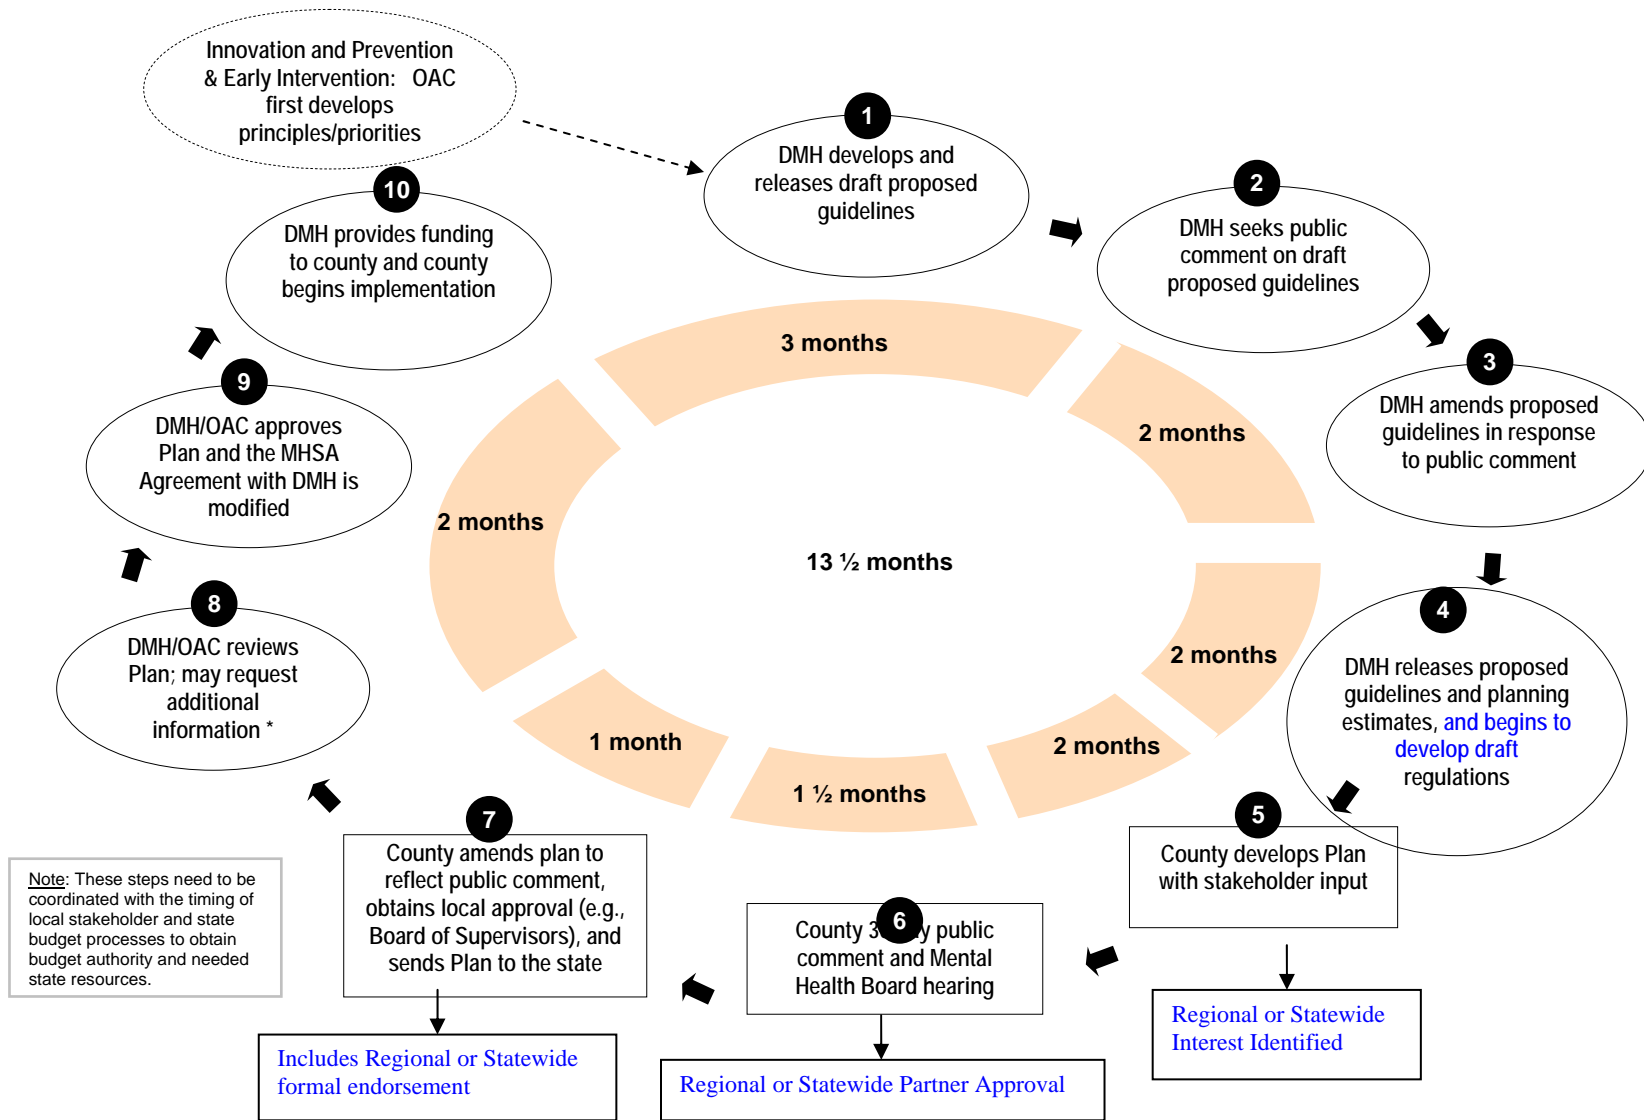 Innovation and Prevention
& Early Intervention: OAC
first develops
principles/priorities
1
DMH develops and
releases draft proposed
guidelines
2
DMH seeks public
comment on draft
proposed guidelines
3
DMH amends proposed
guidelines in response
to public comment
4
DMH releases proposed
guidelines and planning
estimates, and begins to
develop draft
regulations
5
County develops Plan
with stakeholder input
Regional or Statewide
Interest Identified
6
County public
comment and Mental
Health Board hearing
Regional or Statewide Partner Approval
7
County amends plan to
reflect public comment,
obtains local approval (e.g.,
Board of Supervisors), and
sends Plan to the state
Includes Regional or Statewide
formal endorsement
8
DMH/OAC reviews
Plan; may request
additional
information *
9
DMH/OAC approves
Plan and the MHSA
Agreement with DMH is
modified
10
DMH provides funding
to county and county
begins implementation
3 months
2 months
2 months
2 months
1 ½ months
1 month
2 months
13 ½ months
Note: These steps need to be
coordinated with the timing of
local stakeholder and state
budget processes to obtain
budget authority and needed
state resources.